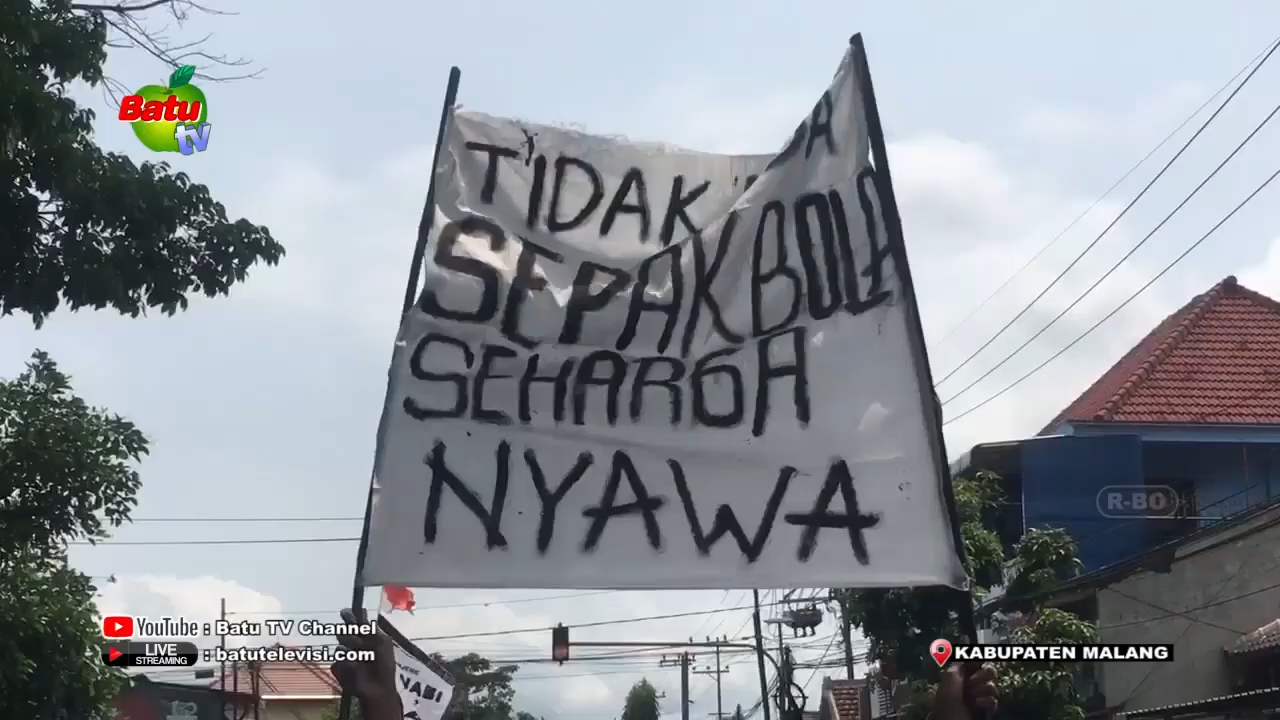 Batu
tv
TIDAK
SEPAKBOLA
SEHARGA
NYAWA
R-BO
YouTube : Batu TV Channel
LIVE
STREAMING : batutelevisi.com
KABUPATEN MALANG